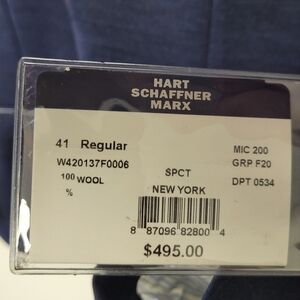 HART
SCHAFFNER
MARX
41 Regular
MIC 200
W420137F0006
GRP F20
100 WOOL
SPCT
DPT 0534
%
NEW YORK
8 87096 82800 4
$495.00